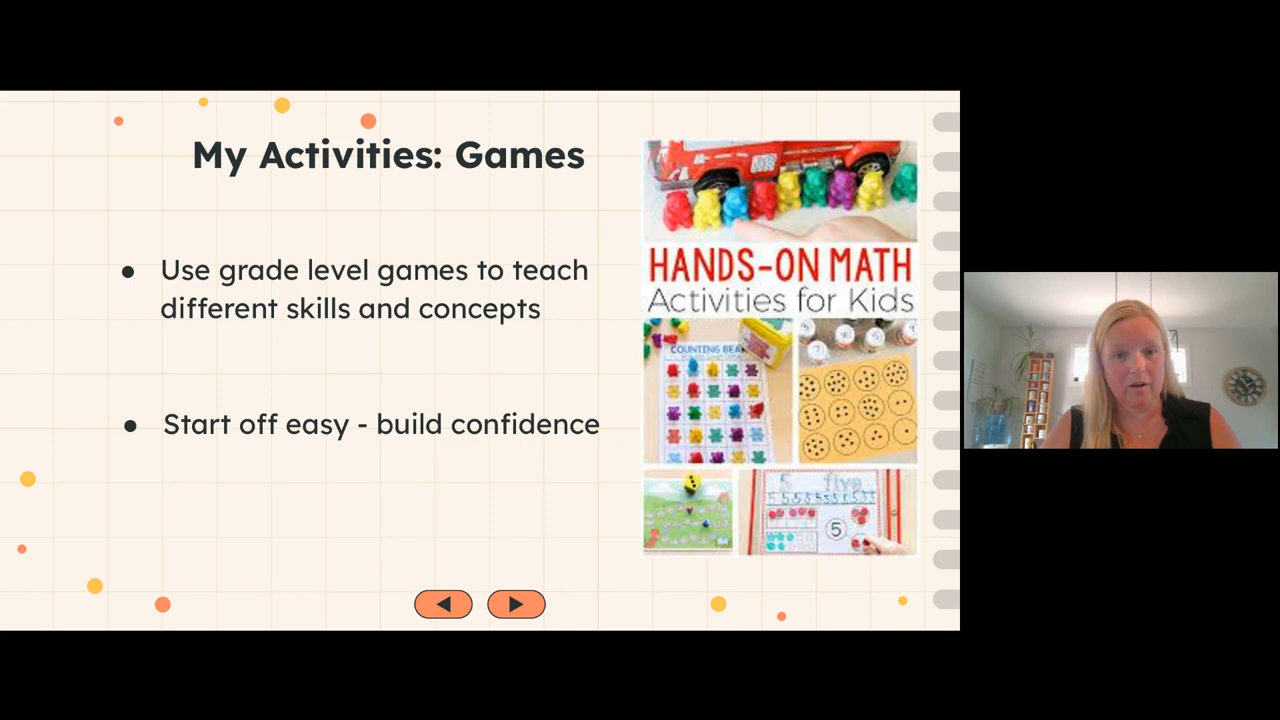 My Activities: Games
● Use grade level games to teach
different skills and concepts
● Start off easy - build confidence
HANDS-ON MATH
Activities for Kids
COUNTING BEAR
5 five
5